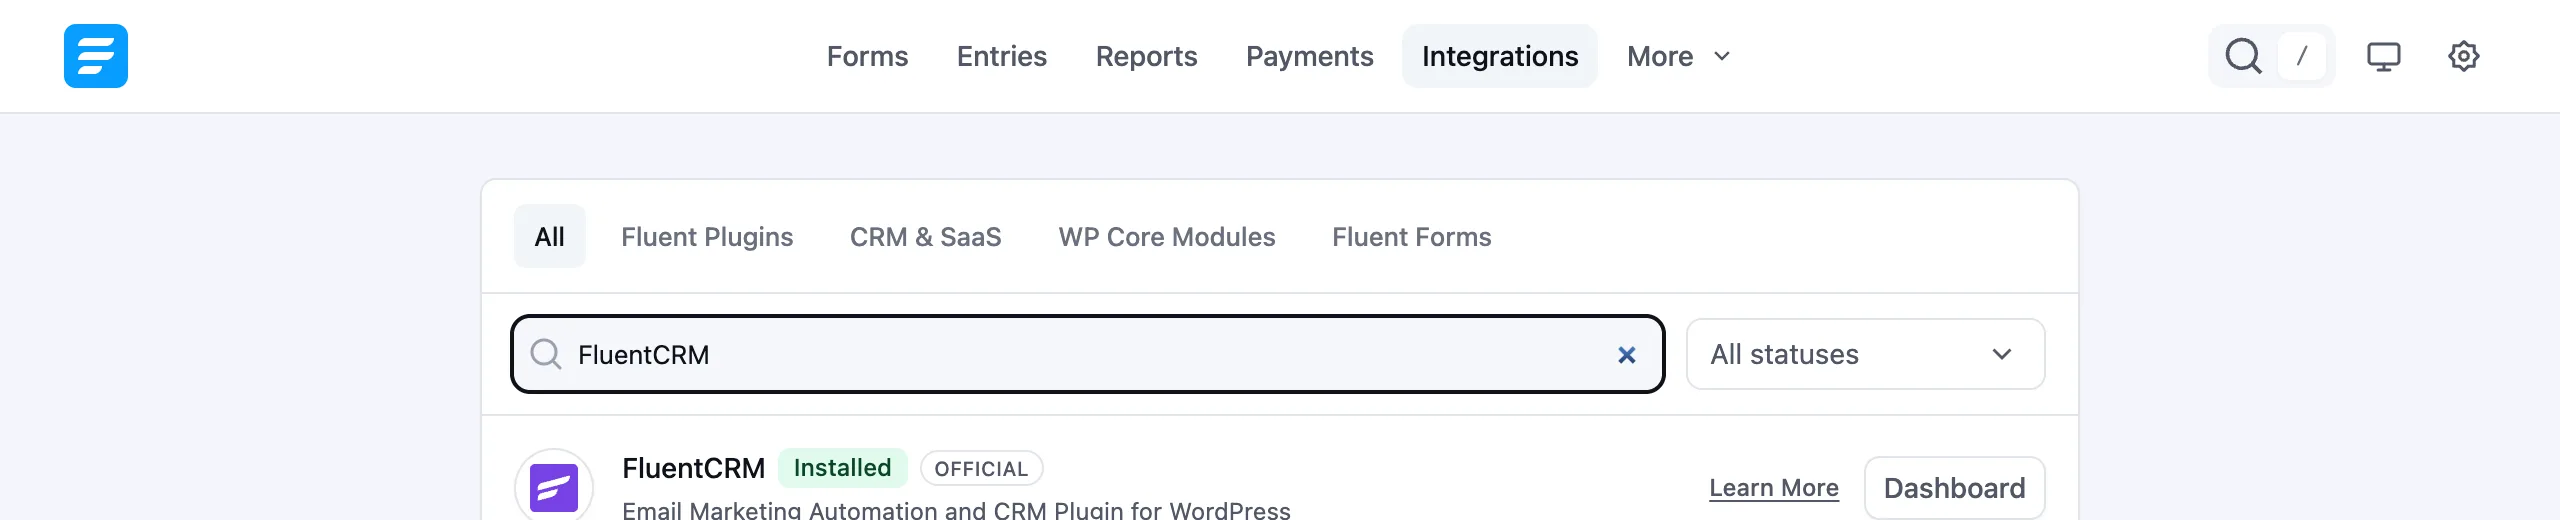 Forms Entries Reports Payments Integrations More /
All Fluent Plugins CRM & SaaS WP Core Modules Fluent Forms
FluentCRM All statuses
FluentCRM Installed OFFICIAL
Learn More Dashboard
Email Marketing Automation and CRM Plugin for WordPress